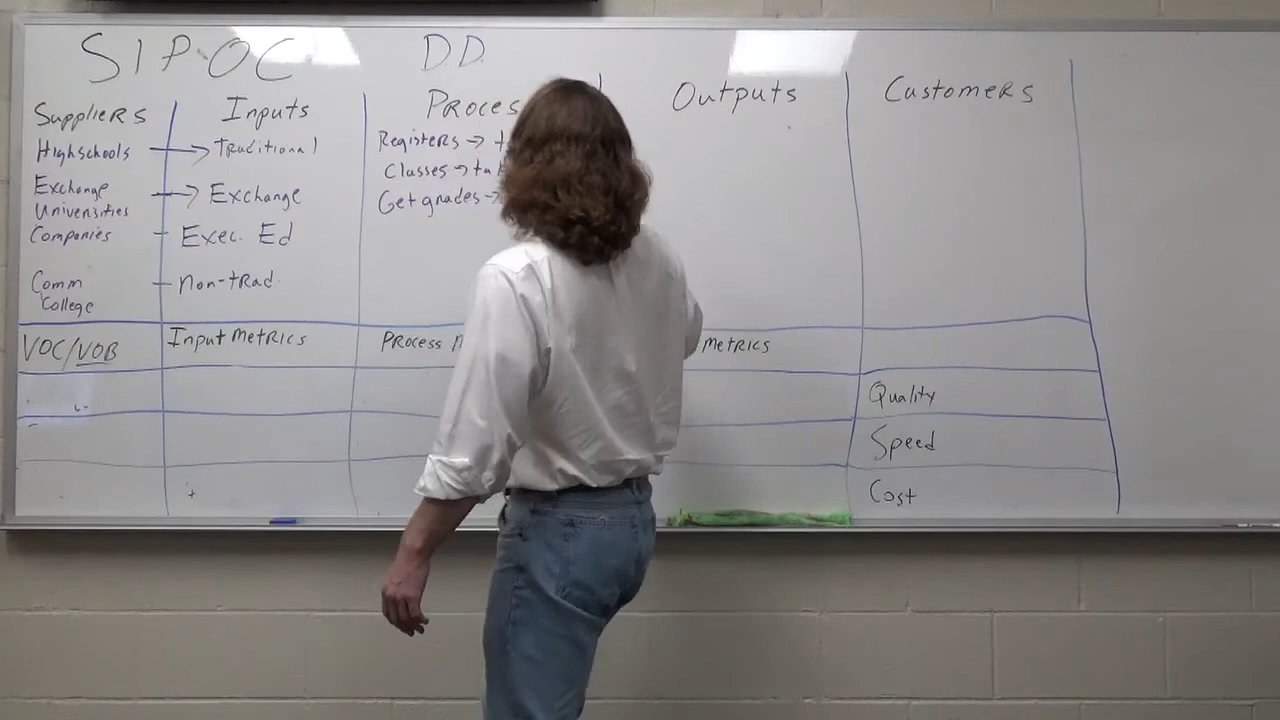 SIPOC D.D.
Suppliers Inputs Proces Outputs Customers
Highschools Traditional Registers →
Exchange
Universities Exchange Classes →
Companies Exec. Ed Get grades →
Comm
College Non-trad.
VOC/VOB Input Metrics Process Metrics
Quality
Speed
Cost